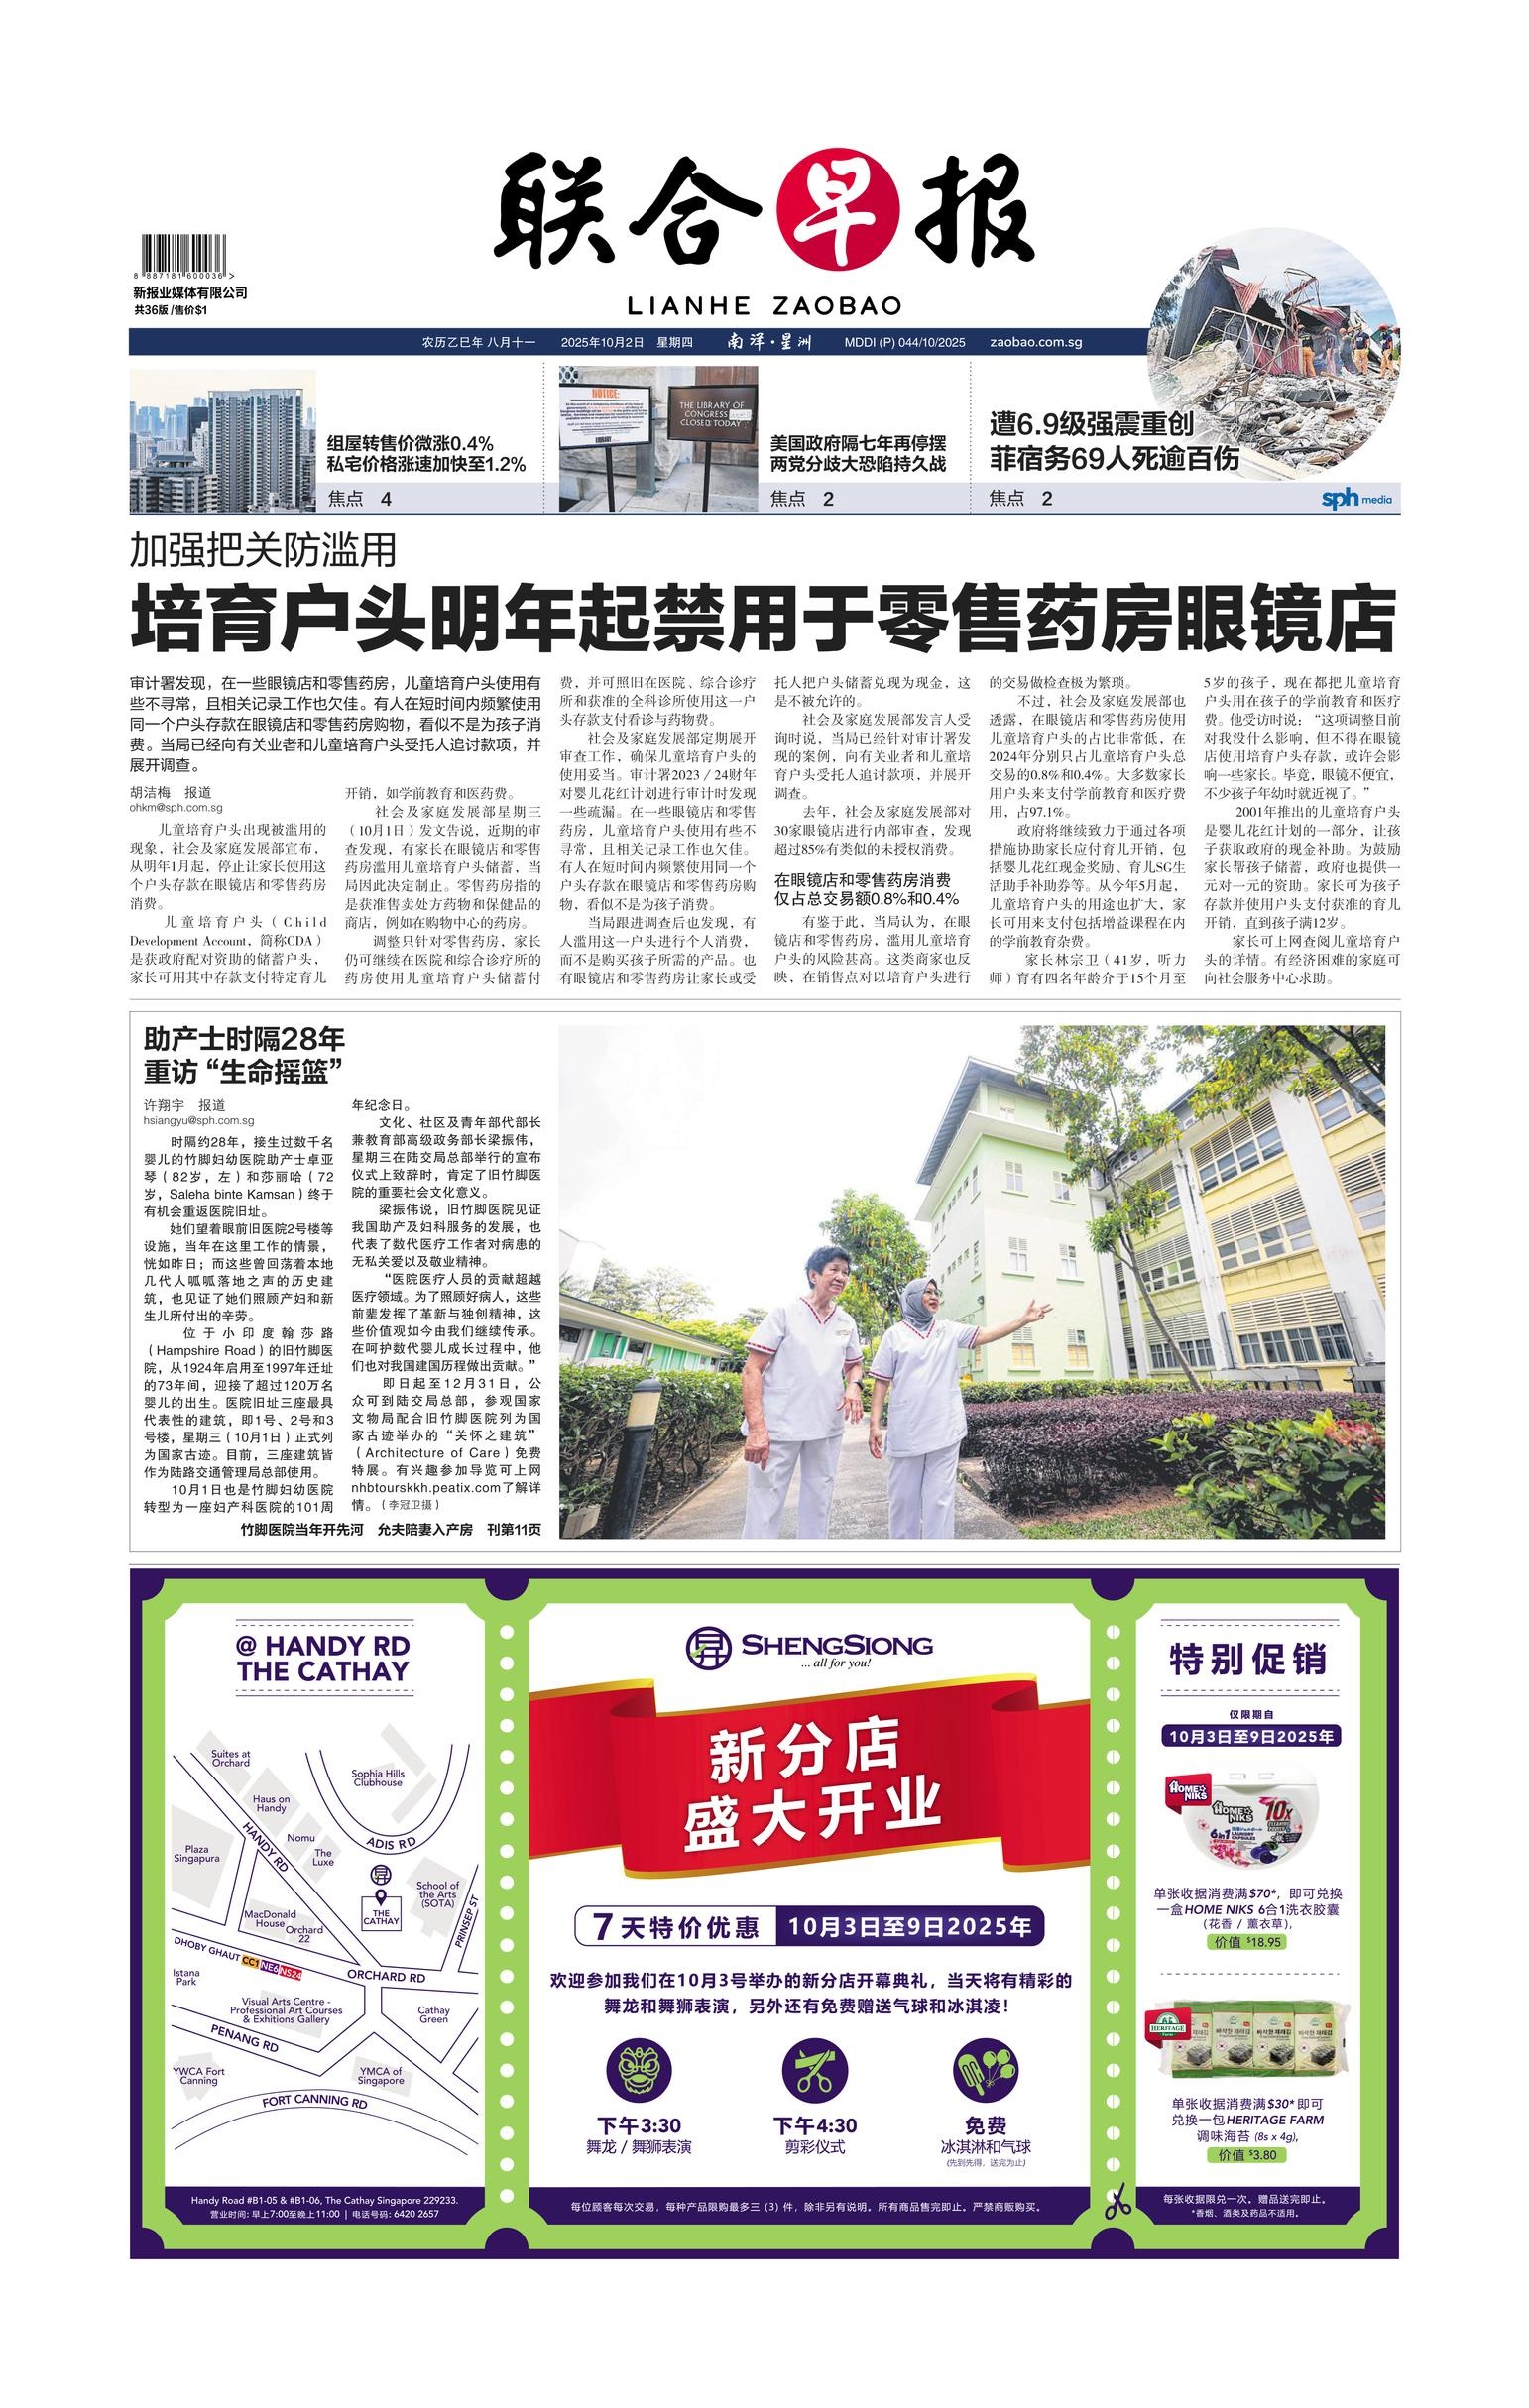 联合早报
LIANHE ZAOBAO
8 887181 600036 >
新报业媒体有限公司
共36版 /售价$1
农历乙巳年 八月十一 2025年10月2日 星期四 南洋·星洲 MDDI (P) 044/10/2025 zaobao.com.sg
组屋转售价微涨0.4%
私宅价格涨速加快至1.2%
焦点 4
NOTICE:
LIBRARY
THE LIBRARY OF
CONGRESS
CLOSED TODAY
美国政府隔七年再停摆
两党分歧大恐陷持久战
焦点 2
遭6.9级强震重创
菲宿务69人死逾百伤
焦点 2
sph media
加强把关防滥用
培育户头明年起禁用于零售药房眼镜店
审计署发现，在一些眼镜店和零售药房，儿童培育户头使用有
些不寻常，且相关记录工作也欠佳。有人在短时间内频繁使用
同一个户头存款在眼镜店和零售药房购物，看似不是为孩子消
费。当局已经向有关业者和儿童培育户头受托人追讨款项，并
展开调查。
胡洁梅 报道
ohkm@sph.com.sg
儿童培育户头出现被滥用的
现象，社会及家庭发展部宣布，
从明年1月起，停止让家长使用这
个户头存款在眼镜店和零售药房
消费。
儿童培育户头（Child
Development Account，简称CDA）
是获政府配对资助的储蓄户头，
家长可用其中存款支付特定育儿
开销，如学前教育和医药费。
社会及家庭发展部星期三
（10月1日）发文告说，近期的审
查发现，有家长在眼镜店和零售
药房滥用儿童培育户头储蓄，当
局因此决定制止。零售药房指的
是获准售卖处方药物和保健品的
商店，例如在购物中心的药房。
调整只针对零售药房，家长
仍可继续在医院和综合诊疗所的
药房使用儿童培育户头储蓄付
费，并可照旧在医院、综合诊疗
所和获准的全科诊所使用这一户
头存款支付看诊与药物费。
社会及家庭发展部定期展开
审查工作，确保儿童培育户头的
使用妥当。审计署2023／24财年
对婴儿花红计划进行审计时发现
一些疏漏。在一些眼镜店和零售
药房，儿童培育户头使用有些不
寻常，且相关记录工作也欠佳。
有人在短时间内频繁使用同一个
户头存款在眼镜店和零售药房购
物，看似不是为孩子消费。
当局跟进调查后也发现，有
人滥用这一户头进行个人消费，
而不是购买孩子所需的产品。也
有眼镜店和零售药房让家长或受
托人把户头储蓄兑现为现金，这
是不被允许的。
社会及家庭发展部发言人受
询时说，当局已经针对审计署发
现的案例，向有关业者和儿童培
育户头受托人追讨款项，并展开
调查。
去年，社会及家庭发展部对
30家眼镜店进行内部审查，发现
超过85%有类似的未授权消费。
在眼镜店和零售药房消费
仅占总交易额0.8%和0.4%
有鉴于此，当局认为，在眼
镜店和零售药房，滥用儿童培育
户头的风险甚高。这类商家也反
映，在销售点对以培育户头进行
的交易做检查极为繁琐。
不过，社会及家庭发展部也
透露，在眼镜店和零售药房使用
儿童培育户头的占比非常低，在
2024年分别只占儿童培育户头总
交易的0.8%和0.4%。大多数家长
用户头来支付学前教育和医疗费
用，占97.1%。
政府将继续致力于通过各项
措施协助家长应付育儿开销，包
括婴儿花红现金奖励、育儿SG生
活助手补助券等。从今年5月起，
儿童培育户头的用途也扩大，家
长可用来支付包括增益课程在内
的学前教育杂费。
家长林宗卫（41岁，听力
师）育有四名年龄介于15个月至
5岁的孩子，现在都把儿童培育
户头用在孩子的学前教育和医疗
费。他受访时说：“这项调整目前
对我没什么影响，但不得在眼镜
店使用培育户头存款，或许会影
响一些家长。毕竟，眼镜不便宜，
不少孩子年幼时就近视了。”
2001年推出的儿童培育户头
是婴儿花红计划的一部分，让孩
子获取政府的现金补助。为鼓励
家长帮孩子储蓄，政府也提供一
元对一元的资助。家长可为孩子
存款并使用户头支付获准的育儿
开销，直到孩子满12岁。
家长可上网查阅儿童培育户
头的详情。有经济困难的家庭可
向社会服务中心求助。
助产士时隔28年
重访“生命摇篮”
许翔宇 报道
hsiangyu@sph.com.sg
时隔约28年，接生过数千名
婴儿的竹脚妇幼医院助产士卓亚
琴（82岁，左）和莎丽哈（72
岁，Saleha binte Kamsan）终于
有机会重返医院旧址。
她们望着眼前旧医院2号楼等
设施，当年在这里工作的情景，
恍如昨日；而这些曾回荡着本地
几代人呱呱落地之声的历史建
筑，也见证了她们照顾产妇和新
生儿所付出的辛劳。
位于小印度翰莎路
（Hampshire Road）的旧竹脚医
院，从1924年启用至1997年迁址
的73年间，迎接了超过120万名
婴儿的出生。医院旧址三座最具
代表性的建筑，即1号、2号和3
号楼，星期三（10月1日）正式列
为国家古迹。目前，三座建筑皆
作为陆路交通管理局总部使用。
10月1日也是竹脚妇幼医院
转型为一座妇产科医院的101周
年纪念日。
文化、社区及青年部代部长
兼教育部高级政务部长梁振伟，
星期三在陆交局总部举行的宣布
仪式上致辞时，肯定了旧竹脚医
院的重要社会文化意义。
梁振伟说，旧竹脚医院见证
我国助产及妇科服务的发展，也
代表了数代医疗工作者对病患的
无私关爱以及敬业精神。
“医院医疗人员的贡献超越
医疗领域。为了照顾好病人，这些
前辈发挥了革新与独创精神，这
些价值观如今由我们继续传承。
在呵护数代婴儿成长过程中，他
们也对我国建国历程做出贡献。”
即日起至12月31日，公
众可到陆交局总部，参观国家
文物局配合旧竹脚医院列为国
家古迹举办的“关怀之建筑”
（Architecture of Care）免费
特展。有兴趣参加导览可上网
nhbtourskkh.peatix.com了解详
情。（李冠卫摄）
竹脚医院当年开先河 允夫陪妻入产房 刊第11页
@ HANDY RD
THE CATHAY
Suites at
Orchard
Sophia Hills
Clubhouse
Haus on
Handy
HANDY RD
Nomu
The
Luxe
ADIS RD
Plaza
Singapura
School of
the Arts
(SOTA)
THE
CATHAY
PRINSEP ST
MacDonald
House
Orchard
22
DHOBY GHAUT CC1 NE6 NS24
ORCHARD RD
Istana
Park
Visual Arts Centre -
Professional Art Courses
& Exhitions Gallery
Cathay
Green
PENANG RD
YWCA Fort
Canning
YMCA of
Singapore
FORT CANNING RD
Handy Road #B1-05 & #B1-06, The Cathay Singapore 229233.
营业时间: 早上7:00至晚上11:00 | 电话号码: 6420 2657
SHENG SIONG
... all for you!
新分店
盛大开业
7天特价优惠 10月3日至9日2025年
欢迎参加我们在10月3号举办的新分店开幕典礼，当天将有精彩的
舞龙和舞狮表演，另外还有免费赠送气球和冰淇凌！
下午3:30
舞龙 / 舞狮表演
下午4:30
剪彩仪式
免费
冰淇淋和气球
(先到先得，送完为止)
每位顾客每次交易，每种产品限购最多三 (3) 件，除非另有说明。所有商品售完即止。严禁商贩购买。
特别促销
仅限期自
10月3日至9日2025年
HOME NIKS
HOME NIKS
10x
6in1 LAUNDRY CAPSULES
单张收据消费满$70*，即可兑换
一盒HOME NIKS 6合1洗衣胶囊
(花香 / 薰衣草)，
价值 $18.95
HERITAGE
Farm
바삭한 재래김
单张收据消费满$30* 即可
兑换一包HERITAGE FARM
调味海苔 (8s x 4g)，
价值 $3.80
每张收据限兑一次。赠品送完即止。
*香烟、酒类及药品不适用。